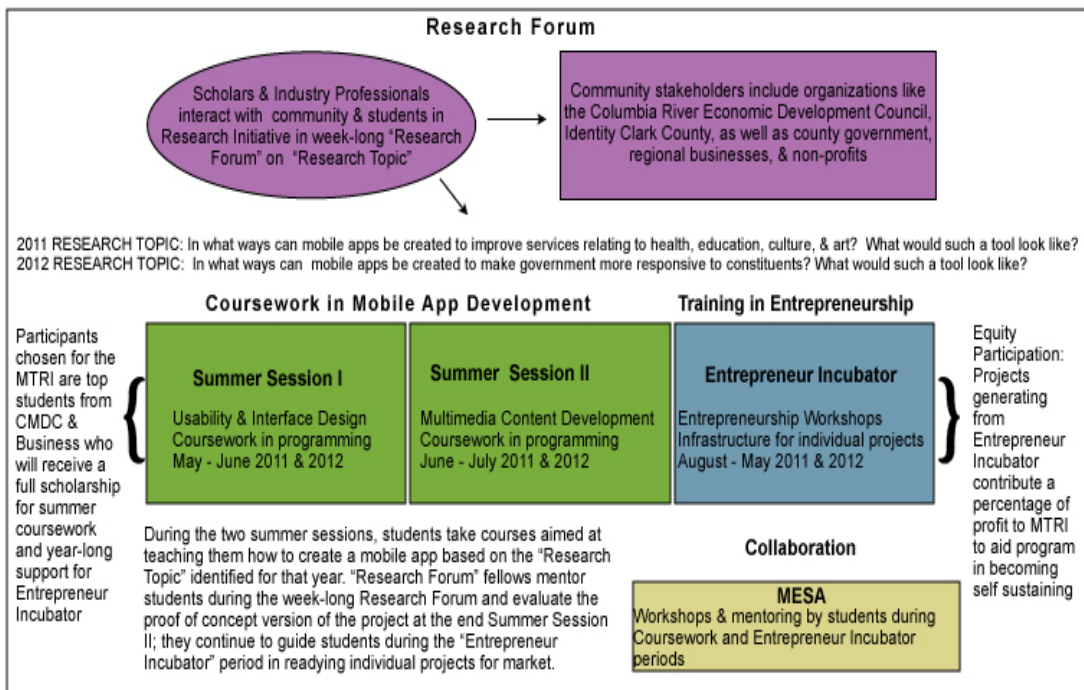 Research Forum
Scholars & Industry Professionals
interact with community & students in
Research Initiative in week-long “Research
Forum” on “Research Topic”
Community stakeholders include organizations like
the Columbia River Economic Development Council,
Identity Clark County, as well as county government,
regional businesses, & non-profits
2011 RESEARCH TOPIC: In what ways can mobile apps be created to improve services relating to health, education, culture, & art? What would such a tool look like?
2012 RESEARCH TOPIC: In what ways can mobile apps be created to make government more responsive to constituents? What would such a tool look like?
Coursework in Mobile App Development
Training in Entrepreneurship
Participants
chosen for the
MTRI are top
students from
CMDC &
Business who
will receive a
full scholarship
for summer
coursework
and year-long
support for
Entrepreneur
Incubator
{
Summer Session I
Usability & Interface Design
Coursework in programming
May - June 2011 & 2012
Summer Session II
Multimedia Content Development
Coursework in programming
June - July 2011 & 2012
Entrepreneur Incubator
Entrepreneurship Workshops
Infrastructure for individual projects
August - May 2011 & 2012
}
Equity
Participation:
Projects
generating
from
Entrepreneur
Incubator
contribute a
percentage of
profit to MTRI
to aid program
in becoming
self sustaining
During the two summer sessions, students take courses aimed at
teaching them how to create a mobile app based on the “Research
Topic” identified for that year. “Research Forum” fellows mentor
students during the week-long Research Forum and evaluate the
proof of concept version of the project at the end Summer Session
II; they continue to guide students during the “Entrepreneur
Incubator” period in readying individual projects for market.
Collaboration
MESA
Workshops & mentoring by students during
Coursework and Entrepreneur Incubator
periods